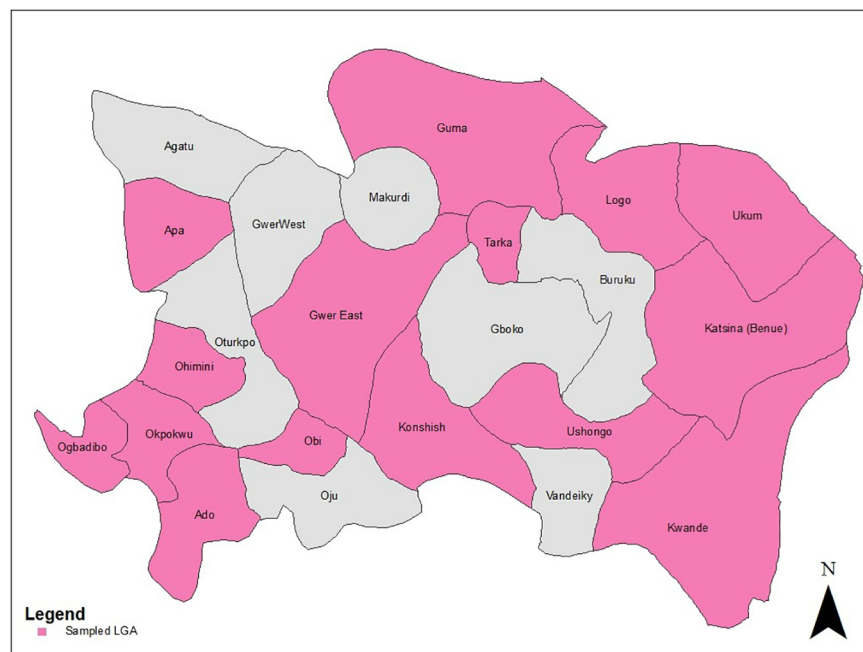 Guma
Agatu
Makurdi
Logo
Ukum
GwerWest
Apa
Tarka
Buruku
Gwer East
Gboko
Katsina (Benue)
Oturkpo
Ohimini
Konshish
Ushongo
Okpokwu
Ogbadibo
Obi
Oju
Vandeiky
Ado
Kwande
N
Legend
Sampled LGA